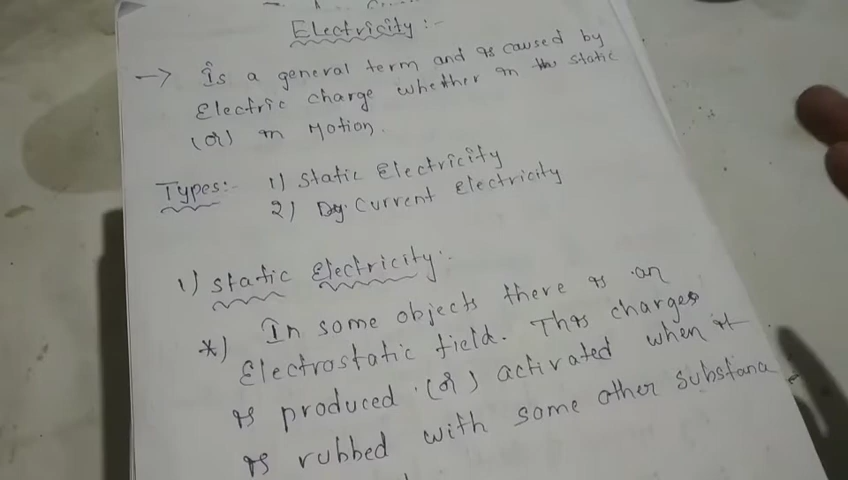 Electricity :-
→ Is a general term and is caused by
Electric charge whether in the static
(or) in Motion.
Types:- 1) Static Electricity
2) Current Electricity
1) Static Electricity:-
*) In some objects there is an
Electrostatic field. This charges
is produced (or) activated when it
is rubbed with some other substana